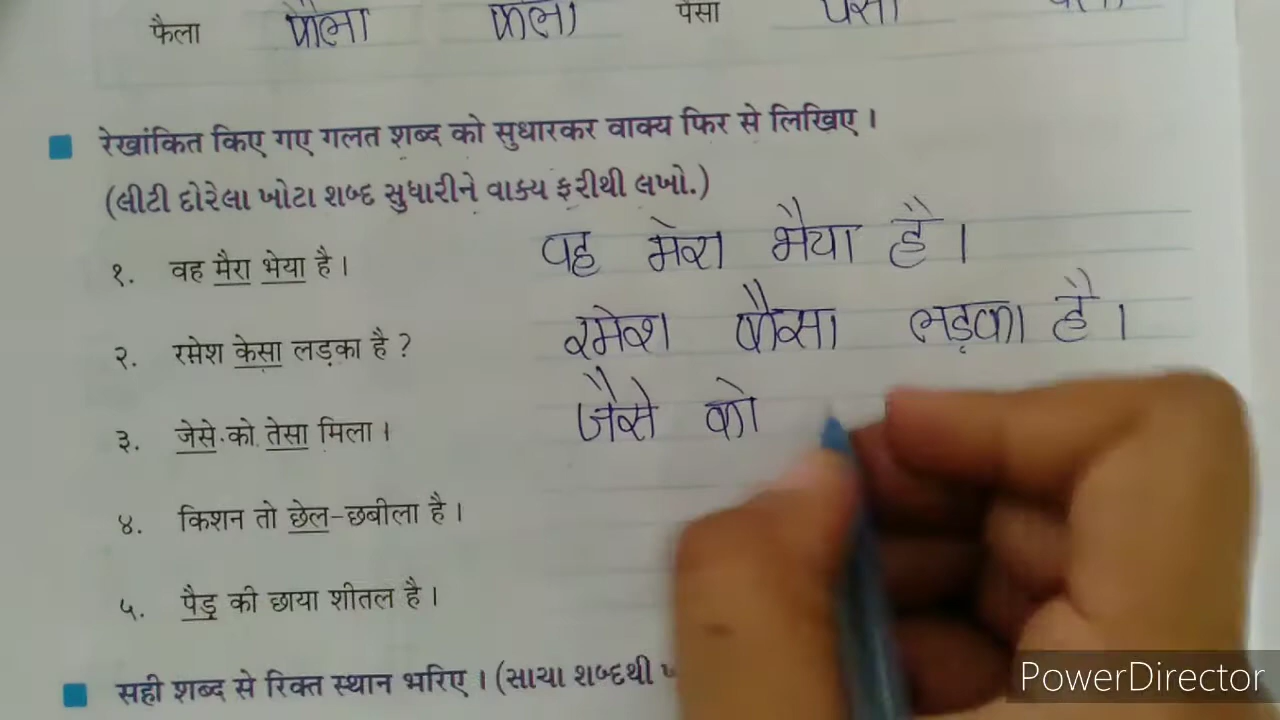 फैला फैला फैला पैसा पैसा
रेखांकित किए गए गलत शब्द को सुधारकर वाक्य फिर से लिखिए।
(લીટી દોરેલા ખોટા શબ્દ સુધારીને વાક્ય ફરીથી લખો.)
१. वह मैरा भेया है। वह मेरा भैया है।
२. रमेश केसा लड़का है? रमेश कैसा लड़का है।
३. जेसे को तेसा मिला। जैसे को
४. किशन तो छेल-छबीला है।
५. पैड़ की छाया शीतल है।
सही शब्द से रिक्त स्थान भरिए। (સાચા શબ્દથી
PowerDirector